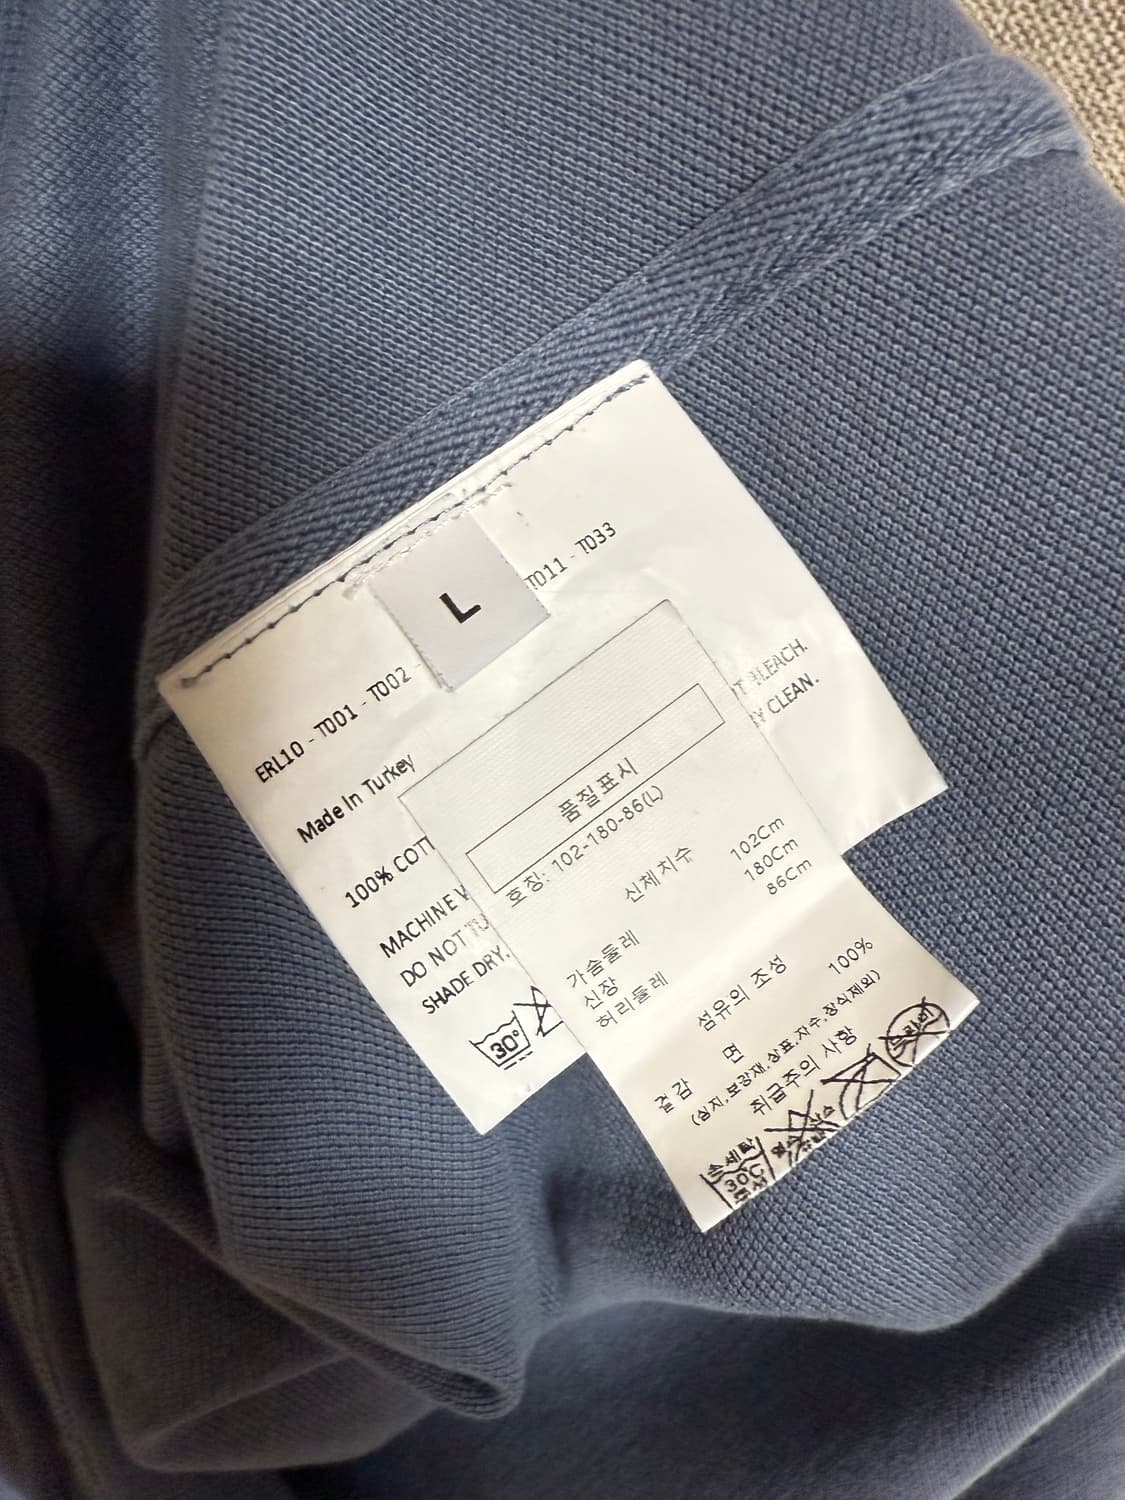 L
ERL10 - T001 - T002 - T011 - T033
Made In Turkey
100% COTT
MACHINE W
T BLEACH.
DO NOT TU
Y CLEAN.
SHADE DRY.
30°
품질표시
호칭: 102-180-86(L)
신체치수
가슴둘레 102Cm
신장 180Cm
허리둘레 86Cm
섬유의 조성
겉감 면 100%
(심지,보강재,상표,자수,장식제외)
취급주의 사항
손세탁
30℃